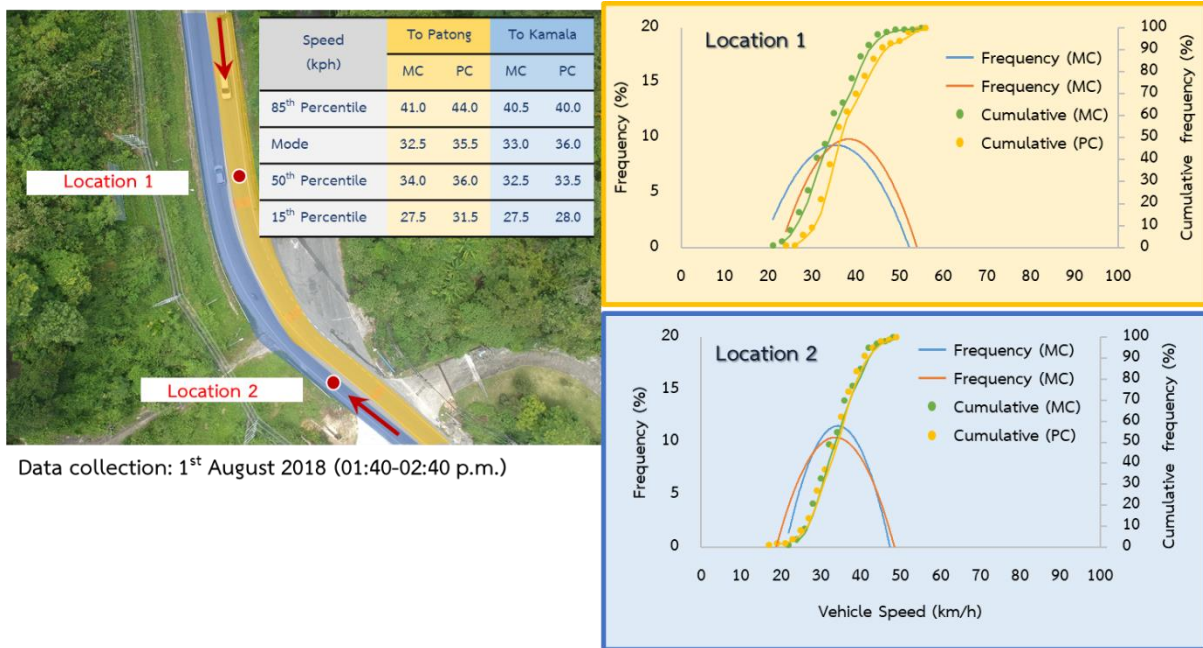 Speed
(kph)
To Patong To Kamala
MC PC MC PC
85th Percentile 41.0 44.0 40.5 40.0
Mode 32.5 35.5 33.0 36.0
50th Percentile 34.0 36.0 32.5 33.5
15th Percentile 27.5 31.5 27.5 28.0
Location 1
Location 2
Data collection: 1st August 2018 (01:40-02:40 p.m.)
Location 1
Frequency (%)
20
15
10
5
0
Frequency (MC)
Frequency (MC)
Cumulative (MC)
Cumulative (PC)
100
90
80
70
60
50
40
30
20
10
0
Cumulative frequency (%)
0 10 20 30 40 50 60 70 80 90 100
Location 2
Frequency (%)
20
15
10
5
0
Frequency (MC)
Frequency (MC)
Cumulative (MC)
Cumulative (PC)
100
90
80
70
60
50
40
30
20
10
0
Cumulative frequency (%)
0 10 20 30 40 50 60 70 80 90 100
Vehicle Speed (km/h)